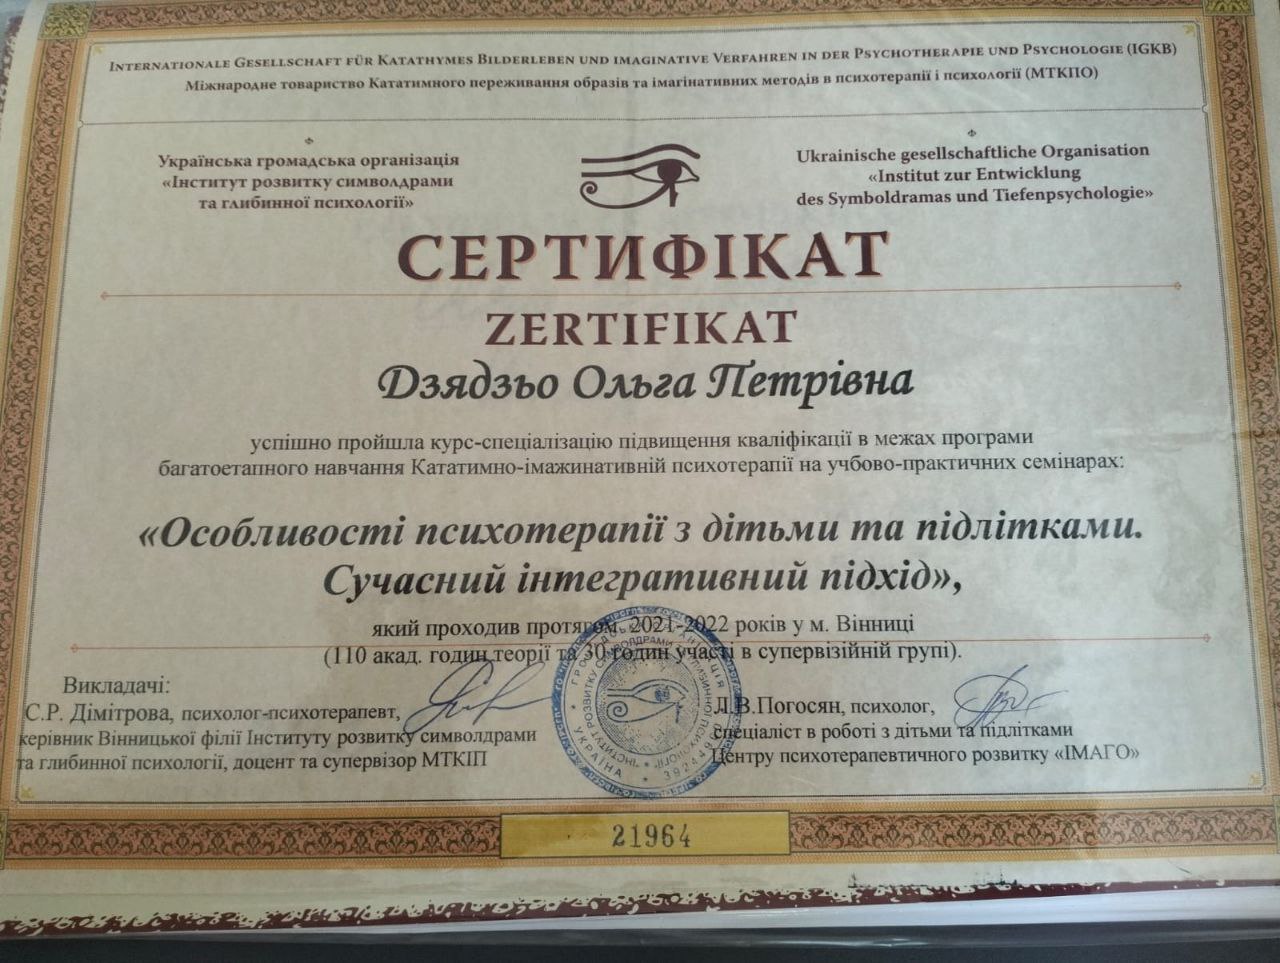 Internationale Gesellschaft für Katathymes Bilderleben und imaginative Verfahren in der Psychotherapie und Psychologie (IGKB)
Міжнародне товариство Кататимного переживання образів та імагінативних методів в психотерапії і психології (МТКПО)
Українська громадська організація
«Інститут розвитку символдрами
та глибинної психології»
Ukrainische gesellschaftliche Organisation
«Institut zur Entwicklung
des Symboldramas und Tiefenpsychologie»
СЕРТИФІКАТ
ZERTIFIKAT
Дзядзьо Ольга Петрівна
успішно пройшла курс-спеціалізацію підвищення кваліфікації в межах програми
багатоетапного навчання Кататимно-імажинативній психотерапії на учбово-практичних семінарах:
«Особливості психотерапії з дітьми та підлітками.
Сучасний інтегративний підхід»,
який проходив протягом 2021-2022 років у м. Вінниці
(110 акад. годин теорії та 30 годин участі в супервізійній групі).
Викладачі:
С.Р. Дімітрова, психолог-психотерапевт,
керівник Вінницької філії Інституту розвитку символдрами
та глибинної психології, доцент та супервізор МТКІП
Л.В.Погосян, психолог,
спеціаліст в роботі з дітьми та підлітками
Центру психотерапевтичного розвитку «ІМАГО»
УКРАЇНА
21964